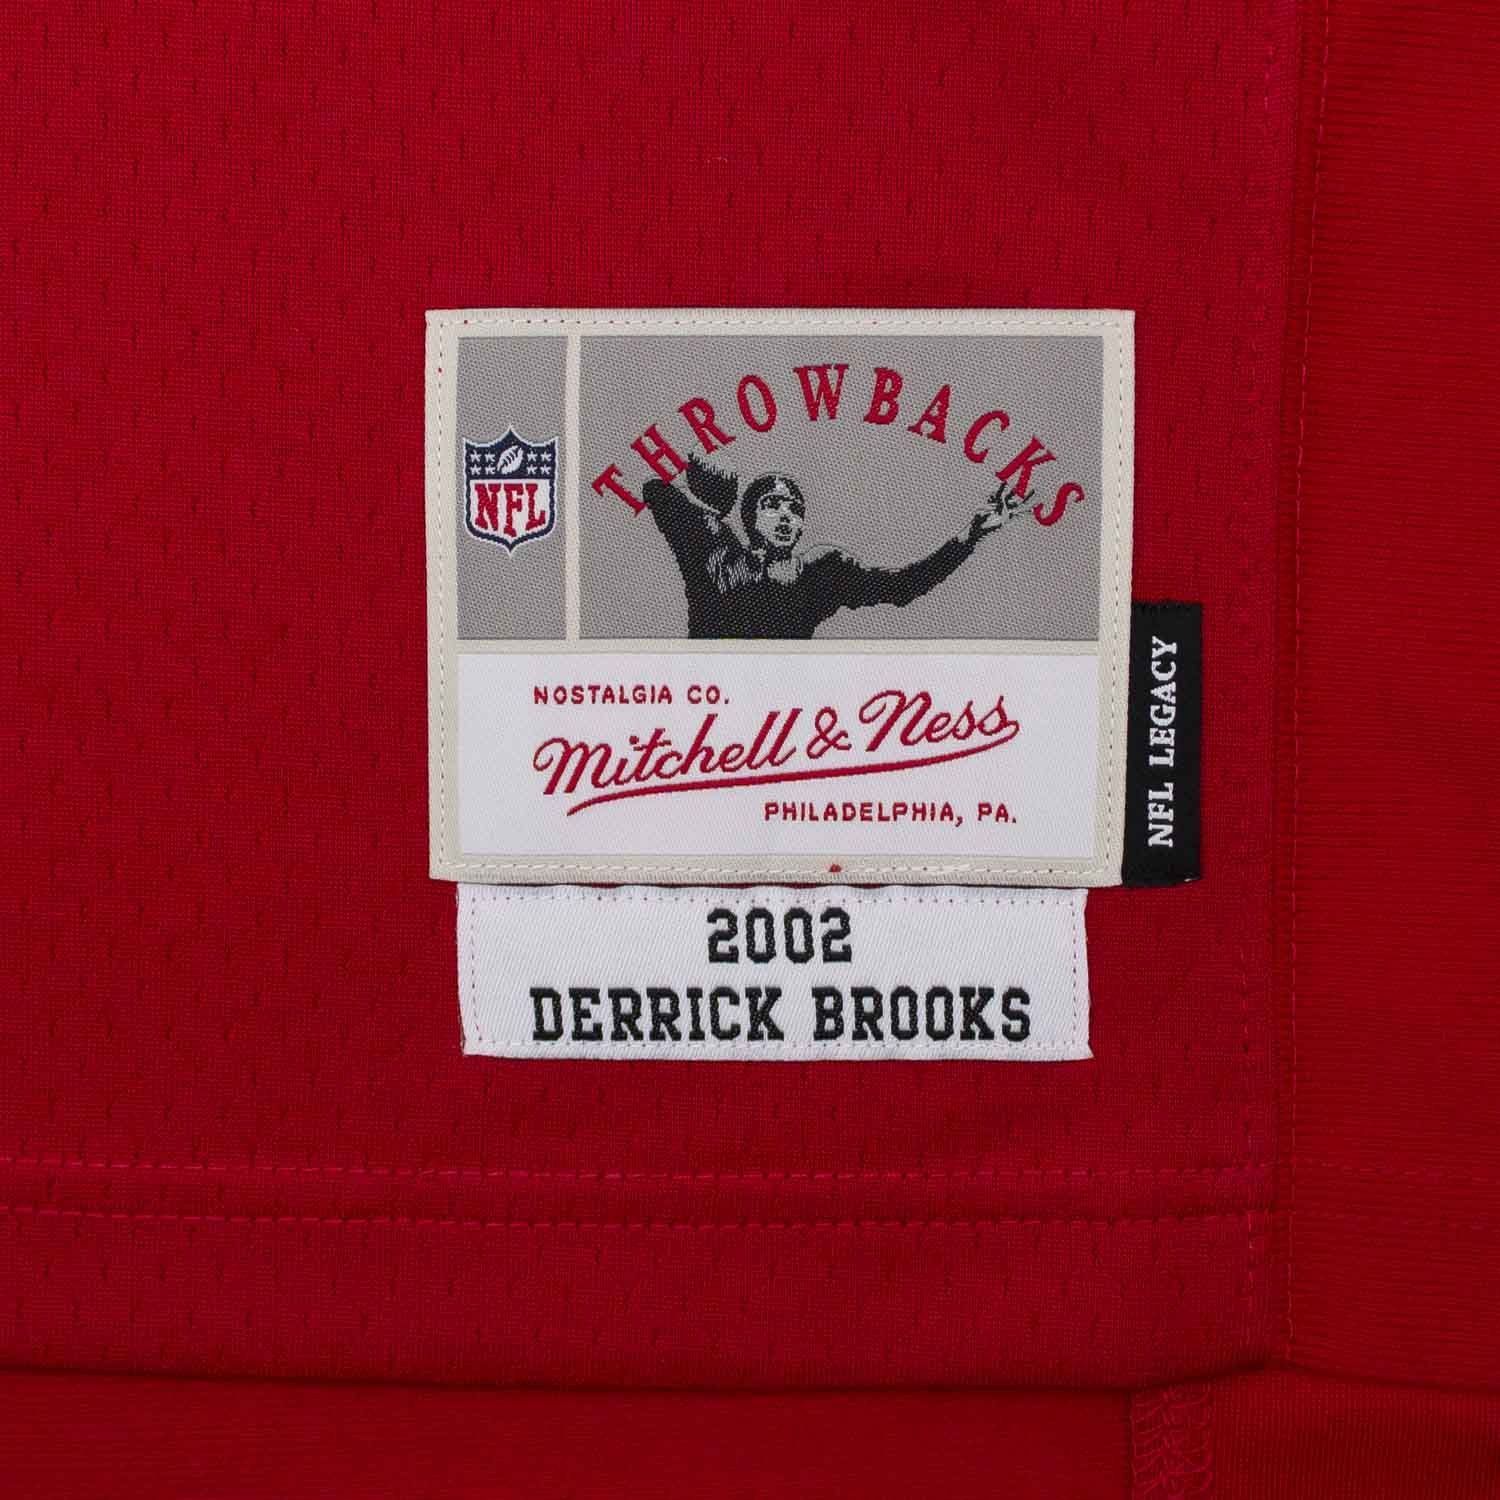 THROWBACKS
NFL
NOSTALGIA CO.
Mitchell & Ness
PHILADELPHIA, PA.
NFL LEGACY
2002
DERRICK BROOKS